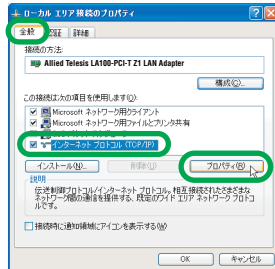 ローカル エリア接続のプロパティ
全般 認証 詳細
接続の方法:
Allied Telesis LA100-PCI-T Z1 LAN Adapter
構成(C)...
この接続は次の項目を使用します(O):
Microsoft ネットワーク用クライアント
Microsoft ネットワーク用ファイルとプリンタ共有
インターネット プロトコル (TCP/IP)
インストール(N)... 削除(U) プロパティ(R)
説明
伝送制御プロトコル/インターネット プロトコル。相互接続されたさまざまな
ネットワーク間の通信を提供する、既定のワイド エリア ネットワーク プロトコ
ルです。
接続時に通知領域にアイコンを表示する(W)
OK キャンセル